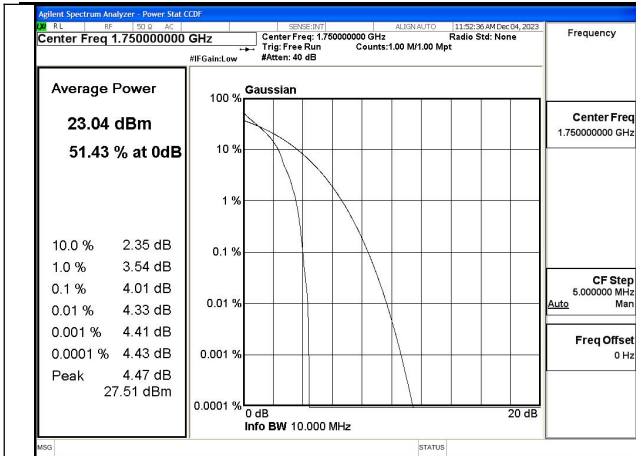 Agilent Spectrum Analyzer - Power Stat CCDF
RL RF 50 Ω AC SENSE:INT ALIGN AUTO 11:52:36 AM Dec 04, 2023
Center Freq 1.750000000 GHz
Center Freq: 1.750000000 GHz Radio Std: None
Trig: Free Run Counts:1.00 M/1.00 Mpt
#IFGain:Low #Atten: 40 dB
Frequency
Average Power
23.04 dBm
51.43 % at 0dB
10.0 % 2.35 dB
1.0 % 3.54 dB
0.1 % 4.01 dB
0.01 % 4.33 dB
0.001 % 4.41 dB
0.0001 % 4.43 dB
Peak 4.47 dB
27.51 dBm
Gaussian
100 %
10 %
1 %
0.1 %
0.01 %
0.001 %
0.0001 %
0 dB 20 dB
Info BW 10.000 MHz
Center Freq
1.750000000 GHz
CF Step
5.000000 MHz
Auto Man
Freq Offset
0 Hz
MSG STATUS